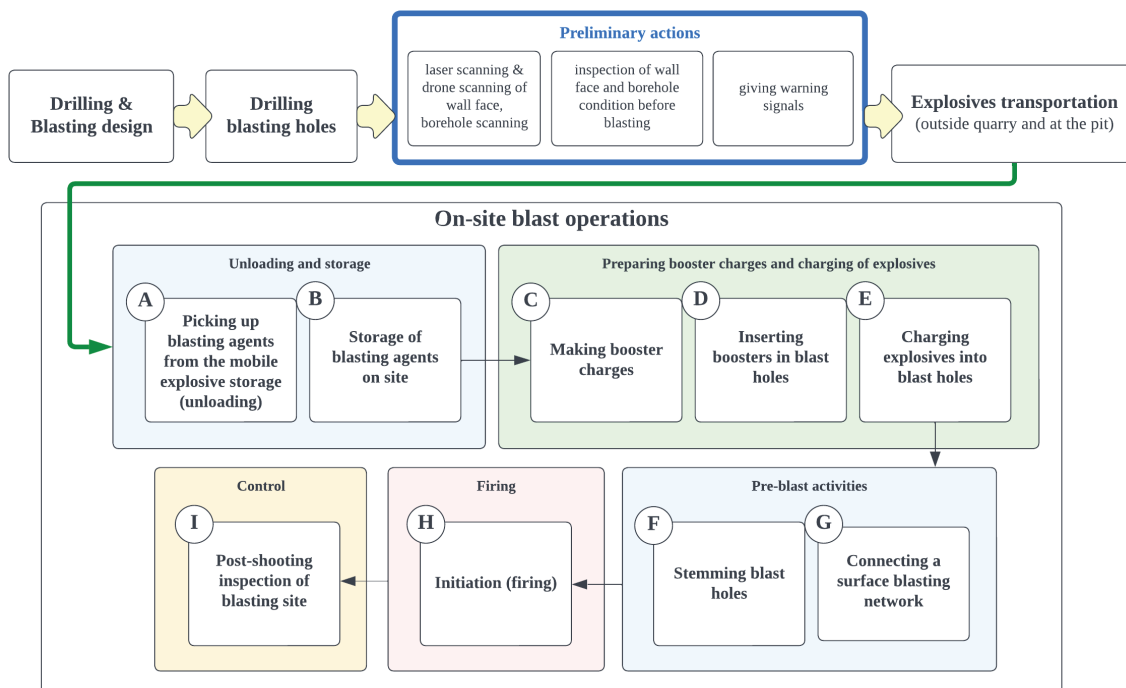 Preliminary actions
Drilling &
Blasting design
Drilling
blasting holes
laser scanning &
drone scanning of
wall face,
borehole scanning
inspection of wall
face and borehole
condition before
blasting
giving warning
signals
Explosives transportation
(outside quarry and at the pit)
On-site blast operations
Unloading and storage
A
Picking up
blasting agents
from the mobile
explosive storage
(unloading)
B
Storage of
blasting agents
on site
Preparing booster charges and charging of explosives
C
Making booster
charges
D
Inserting
boosters in blast
holes
E
Charging
explosives into
blast holes
Control
I
Post-shooting
inspection of
blasting site
Firing
H
Initiation (firing)
Pre-blast activities
F
Stemming blast
holes
G
Connecting a
surface blasting
network